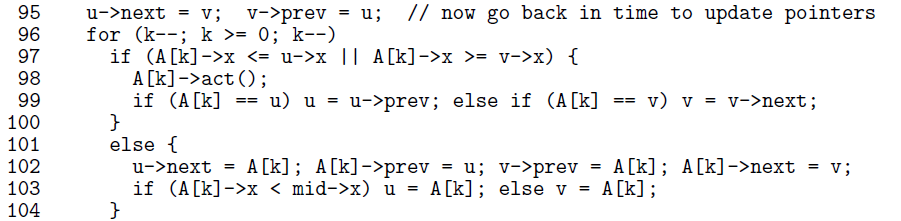 95 u->next = v; v->prev = u; // now go back in time to update pointers
96 for (k--; k >= 0; k--)
97 if (A[k]->x <= u->x || A[k]->x >= v->x) {
98 A[k]->act();
99 if (A[k] == u) u = u->prev; else if (A[k] == v) v = v->next;
100 }
101 else {
102 u->next = A[k]; A[k]->prev = u; v->prev = A[k]; A[k]->next = v;
103 if (A[k]->x < mid->x) u = A[k]; else v = A[k];
104 }